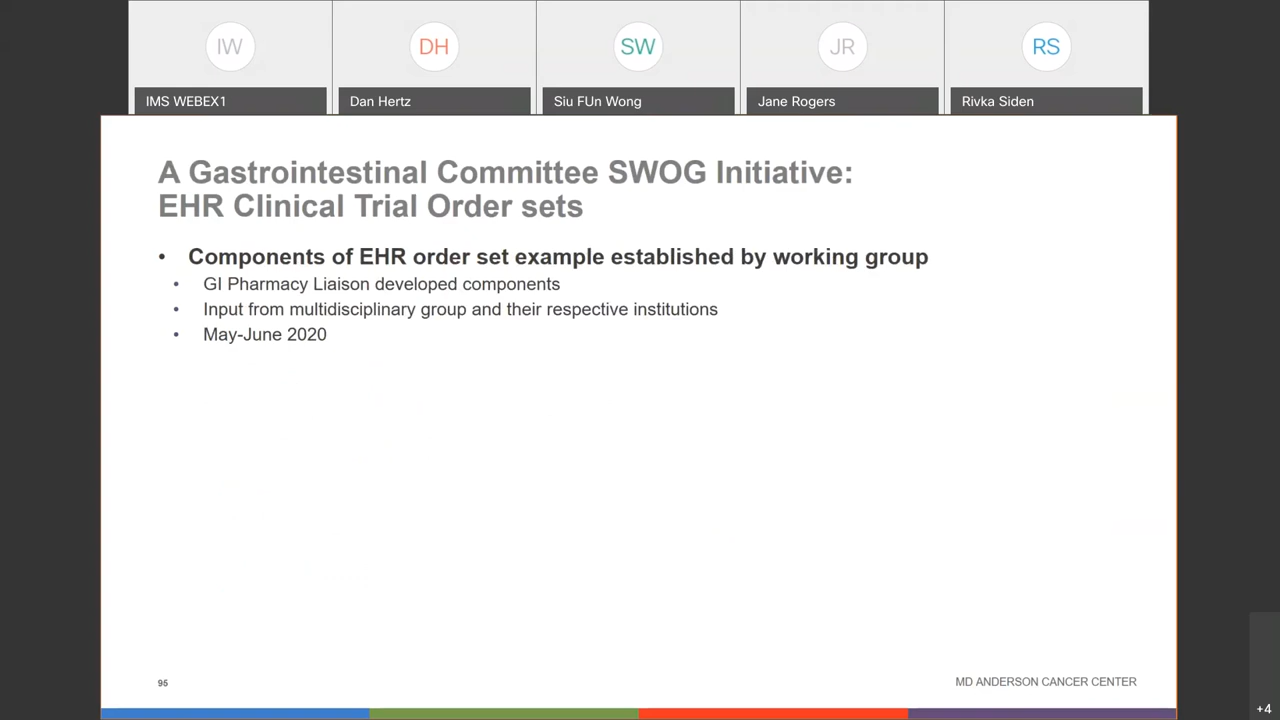 IW
DH
SW
JR
RS
IMS WEBEX1
Dan Hertz
Siu FUn Wong
Jane Rogers
Rivka Siden
A Gastrointestinal Committee SWOG Initiative:
EHR Clinical Trial Order sets
• Components of EHR order set example established by working group
• GI Pharmacy Liaison developed components
• Input from multidisciplinary group and their respective institutions
• May-June 2020
95
MD ANDERSON CANCER CENTER
+4